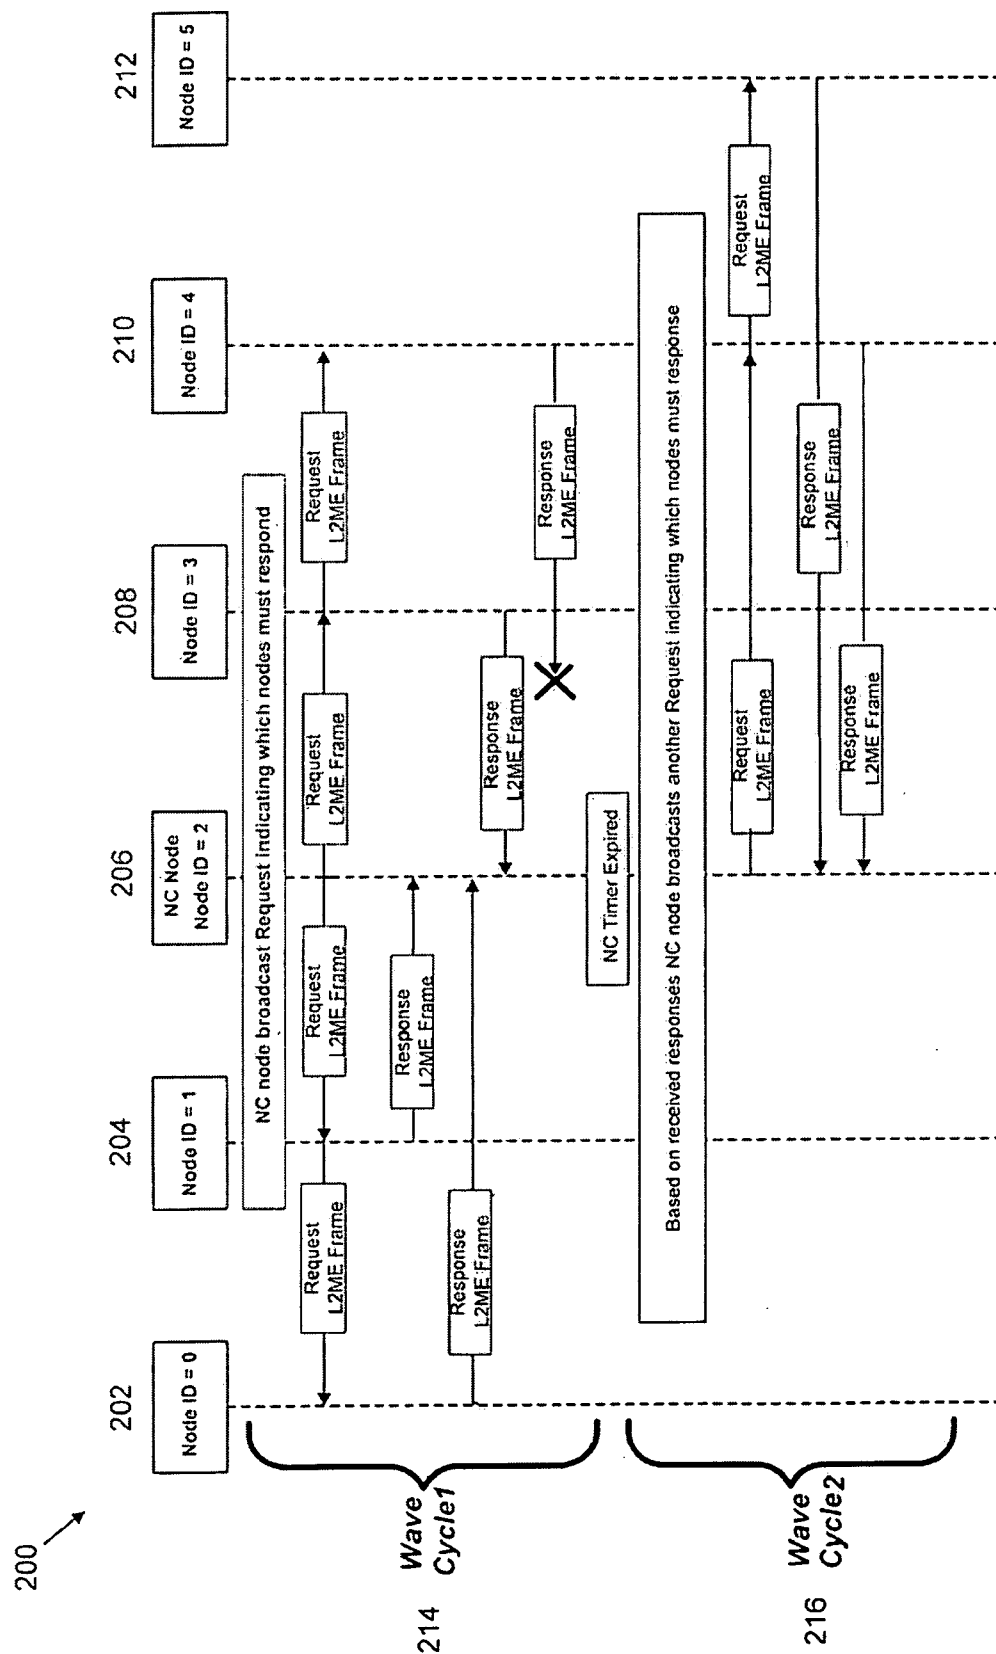 200
202
204
206
208
210
212
Node ID = 0
Node ID = 1
NC Node
Node ID = 2
Node ID = 3
Node ID = 4
Node ID = 5
NC node broadcast Request indicating which nodes must respond
Request
L2ME Frame
Request
L2ME Frame
Request
L2ME Frame
Request
L2ME Frame
Response
L2ME Frame
Response
L2ME Frame
Response
L2ME Frame
Response
L2ME Frame
Wave
Cycle1
214
NC Timer Expired
Based on received responses NC node broadcasts another Request indicating which nodes must response
Request
L2ME Frame
Request
L2ME Frame
Response
L2ME Frame
Response
L2ME Frame
Wave
Cycle2
216